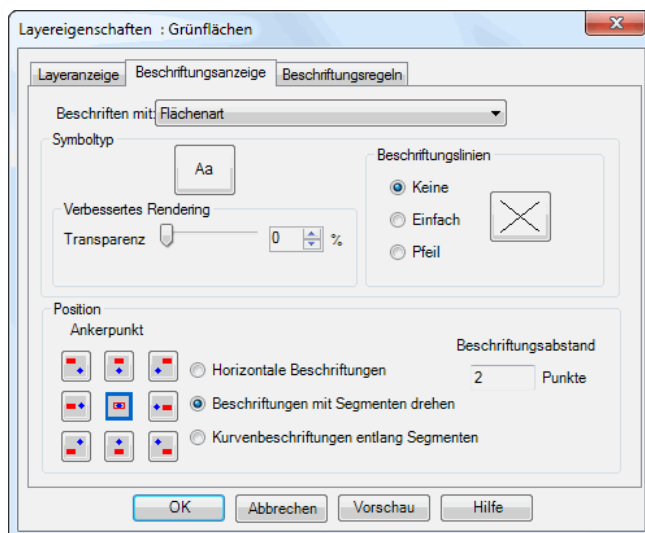 Layereigenschaften : Grünflächen
Layeranzeige Beschriftungsanzeige Beschriftungsregeln
Beschriften mit: Flächenart
Symboltyp
Aa
Beschriftungslinien
Keine
Einfach
Pfeil
Verbessertes Rendering
Transparenz 0 %
Position
Ankerpunkt
Horizontale Beschriftungen
Beschriftungen mit Segmenten drehen
Kurvenbeschriftungen entlang Segmenten
Beschriftungsabstand
2 Punkte
OK Abbrechen Vorschau Hilfe